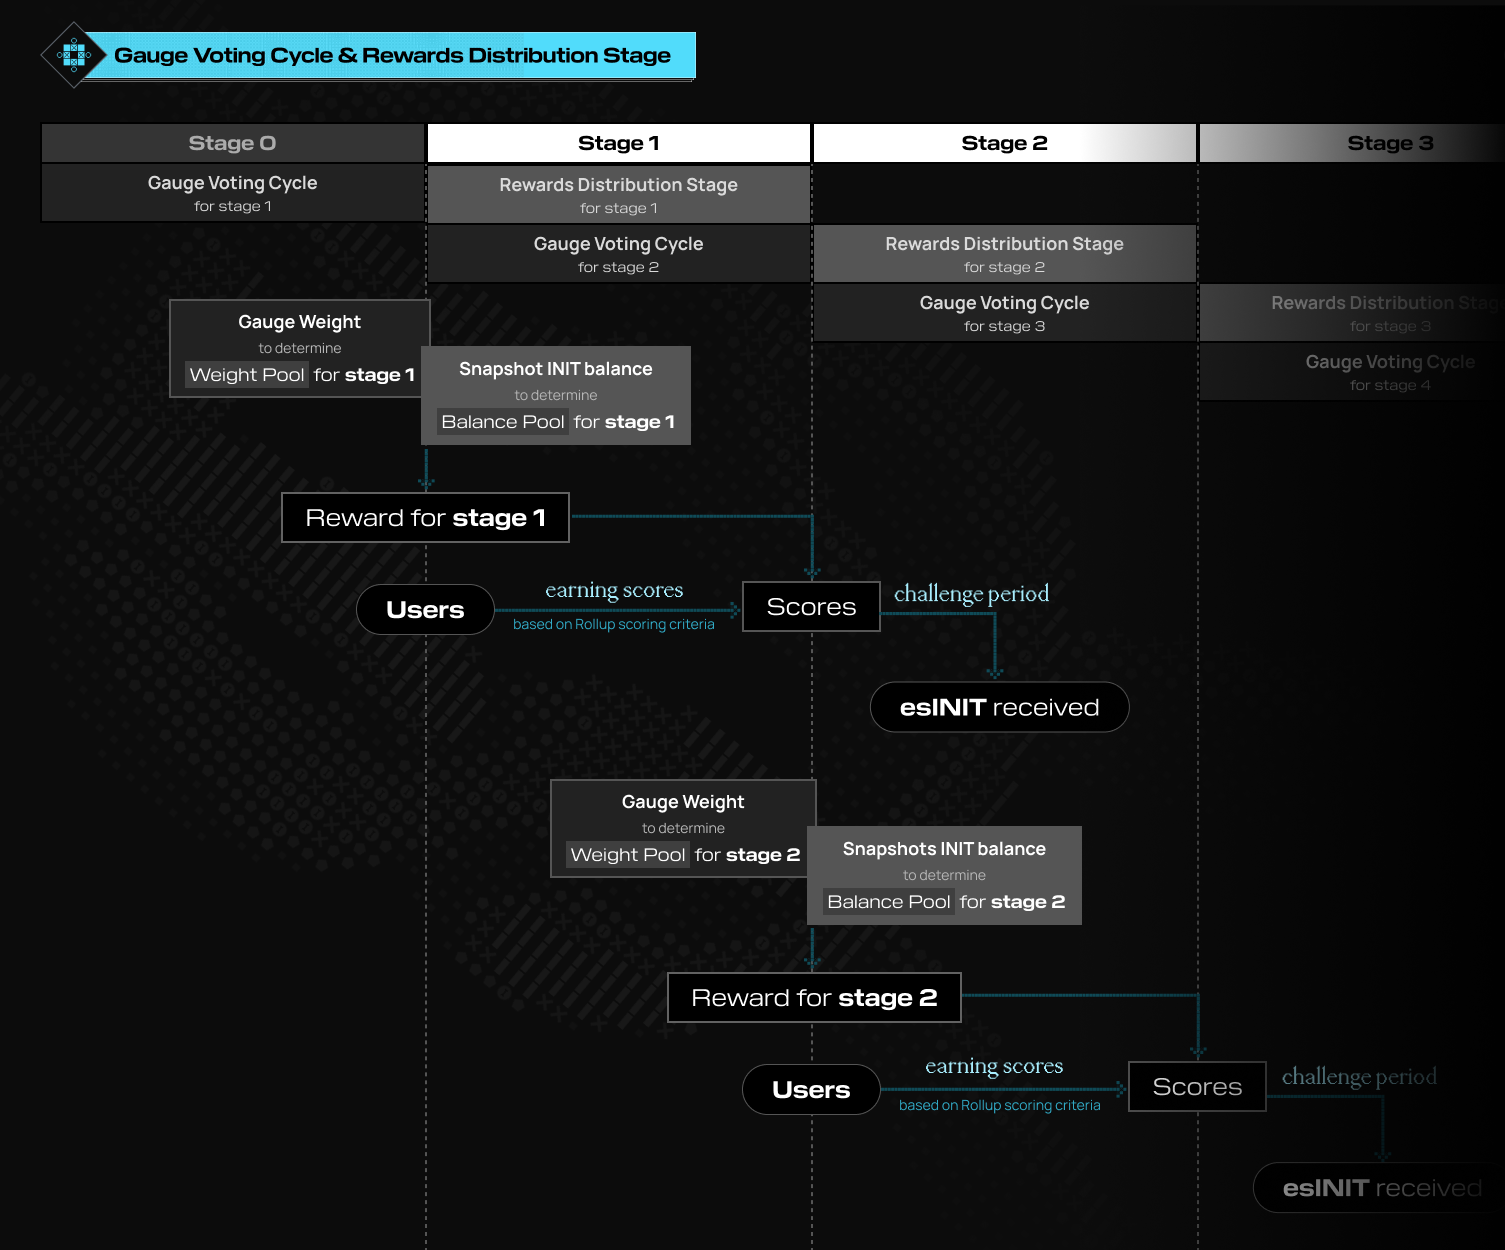 Gauge Voting Cycle & Rewards Distribution Stage
Stage 0
Stage 1
Stage 2
Stage 3
Gauge Voting Cycle
for stage 1
Rewards Distribution Stage
for stage 1
Gauge Voting Cycle
for stage 2
Rewards Distribution Stage
for stage 2
Gauge Voting Cycle
for stage 3
Rewards Distribution Stage
for stage 3
Gauge Voting Cycle
for stage 4
Gauge Weight
to determine
Weight Pool for stage 1
Snapshot INIT balance
to determine
Balance Pool for stage 1
Reward for stage 1
Users
earning scores
based on Rollup scoring criteria
Scores
challenge period
esINIT received
Gauge Weight
to determine
Weight Pool for stage 2
Snapshots INIT balance
to determine
Balance Pool for stage 2
Reward for stage 2
Users
earning scores
based on Rollup scoring criteria
Scores
challenge period
esINIT received